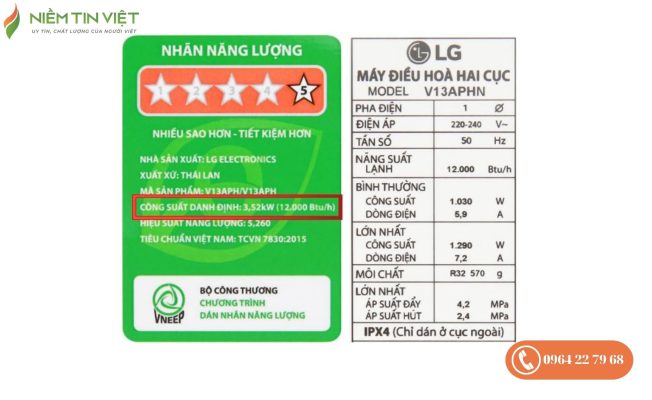 NIỀM TIN VIỆT
UY TÍN, CHẤT LƯỢNG CỦA NGƯỜI VIỆT
NHÃN NĂNG LƯỢNG
1 2 3 4 5
NHIỀU SAO HƠN - TIẾT KIỆM HƠN
NHÀ SẢN XUẤT: LG ELECTRONICS
XUẤT XỨ: THÁI LAN
MÃ SẢN PHẨM: V13APH/V13APH
CÔNG SUẤT DANH ĐỊNH: 3,52kW (12.000 Btu/h)
HIỆU SUẤT NĂNG LƯỢNG: 5,260
TIÊU CHUẨN VIỆT NAM: TCVN 7830:2015
VNEEP
BỘ CÔNG THƯƠNG
CHƯƠNG TRÌNH
DÁN NHÃN NĂNG LƯỢNG
LG
MÁY ĐIỀU HOÀ HAI CỤC
MODEL V13APHN
PHA ĐIỆN 1 Ø
ĐIỆN ÁP 220-240 V~
TẦN SỐ 50 Hz
NĂNG SUẤT
LẠNH 12.000 Btu/h
BÌNH THƯỜNG
CÔNG SUẤT 1.030 W
DÒNG ĐIỆN 5,9 A
LỚN NHẤT
CÔNG SUẤT 1.290 W
DÒNG ĐIỆN 7,2 A
MÔI CHẤT R32 570 g
LỚN NHẤT
ÁP SUẤT ĐẨY 4,2 MPa
ÁP SUẤT HÚT 2,4 MPa
IPX4 (Chỉ dán ở cục ngoài)
0964 22 79 68